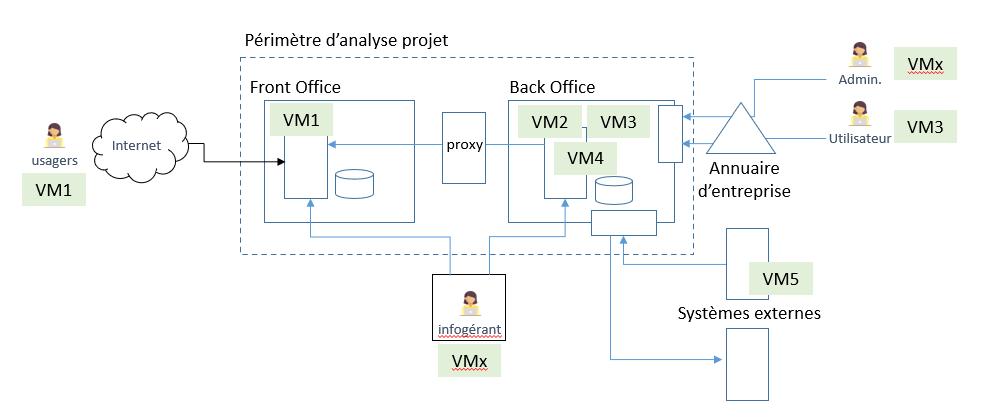 Périmètre d'analyse projet
Front Office
Back Office
VM1
VM2
VM3
VM4
proxy
Internet
usagers
VM1
Admin.
VMx
Utilisateur
VM3
Annuaire
d'entreprise
VM5
Systèmes externes
infogérant
VMx